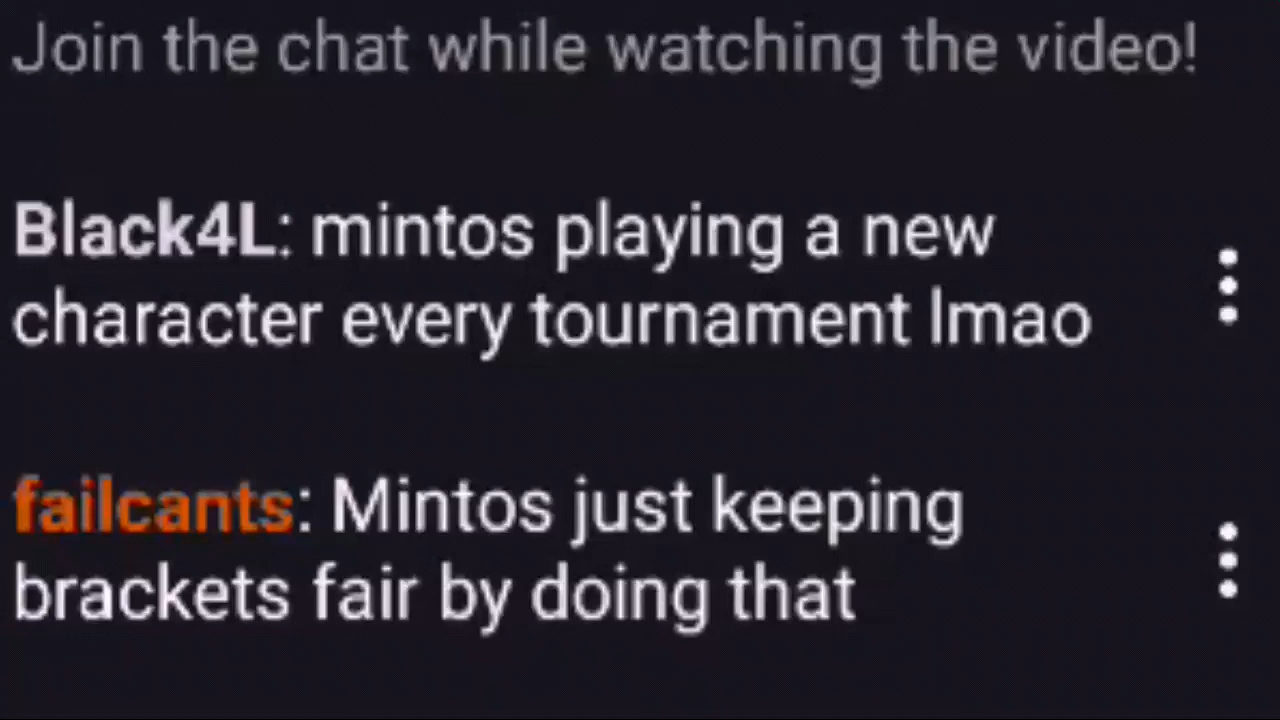 Join the chat while watching the video!
Black4L: mintos playing a new
character every tournament lmao
failcants: Mintos just keeping
brackets fair by doing that